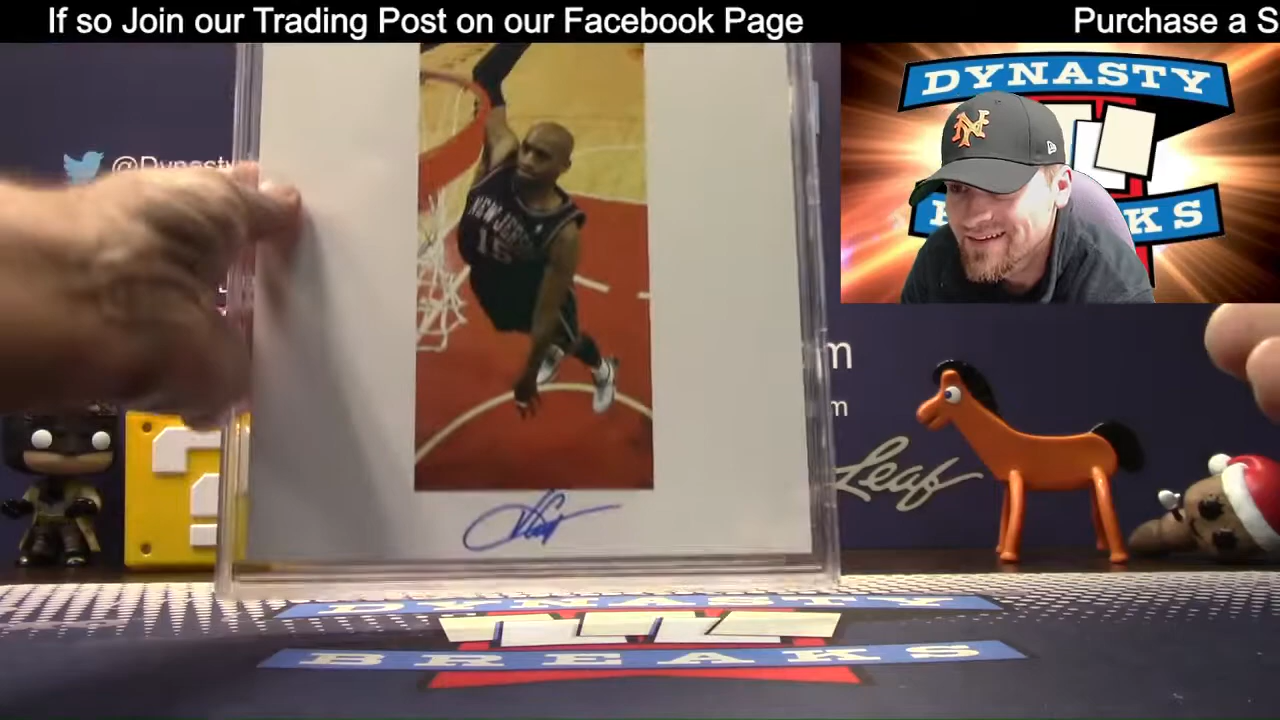 If so Join our Trading Post on our Facebook Page
Purchase a S
DYNASTY
KS
@Dynasty
NEW JERSEY
15
m
m
Leaf
DYNASTY
BREAKS